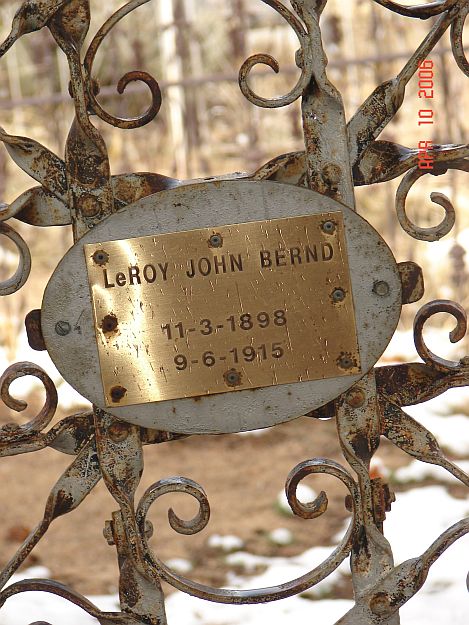 APR 10 2006
LeROY JOHN BERND
11-3-1898
9-6-1915